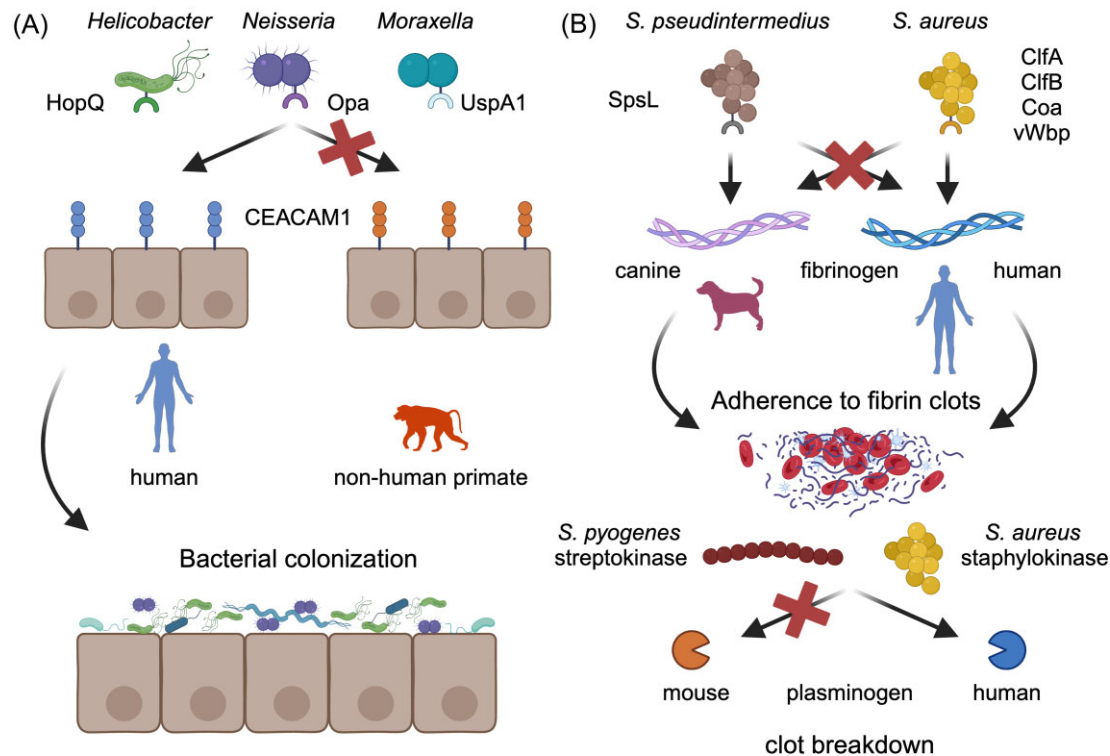 (A)
Helicobacter
Neisseria
Moraxella
HopQ
Opa
UspA1
CEACAM1
human
non-human primate
Bacterial colonization
(B)
S. pseudintermedius
S. aureus
SpsL
ClfA
ClfB
Coa
vWbp
canine
fibrinogen
human
Adherence to fibrin clots
S. pyogenes
streptokinase
S. aureus
staphylokinase
mouse
plasminogen
human
clot breakdown